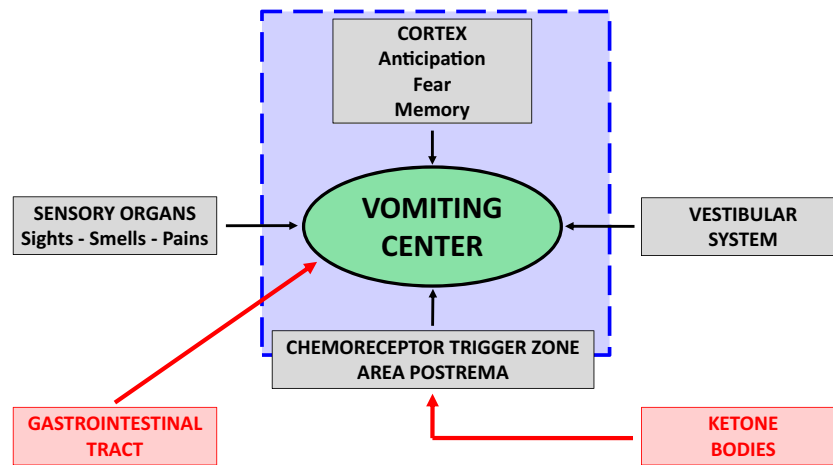 CORTEX
Anticipation
Fear
Memory
SENSORY ORGANS
Sights - Smells - Pains
VOMITING
CENTER
VESTIBULAR
SYSTEM
CHEMORECEPTOR TRIGGER ZONE
AREA POSTREMA
GASTROINTESTINAL
TRACT
KETONE
BODIES